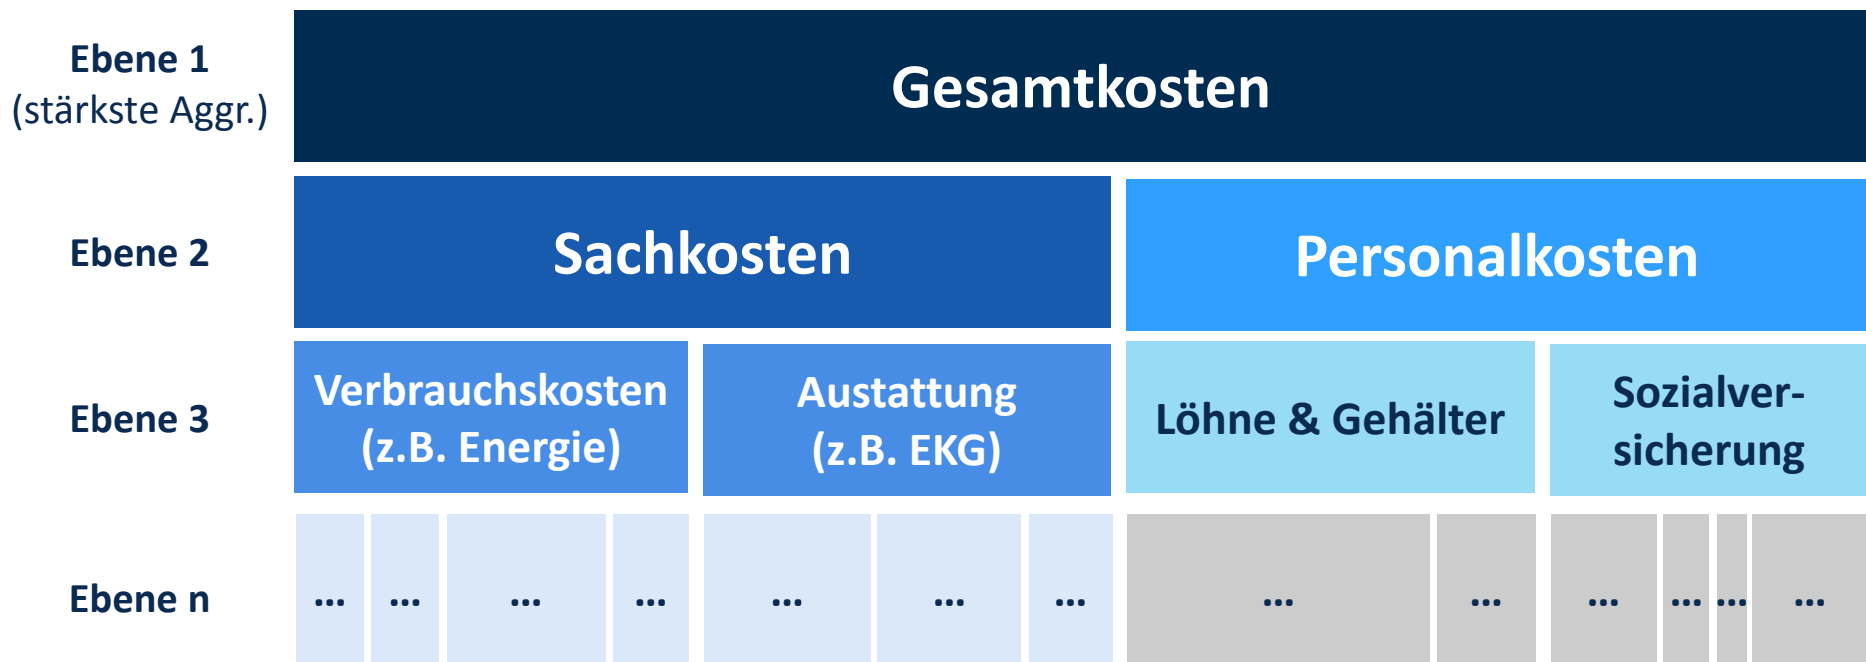 Ebene 1
(stärkste Aggr.)
Gesamtkosten
Ebene 2
Sachkosten
Personalkosten
Ebene 3
Verbrauchskosten
(z.B. Energie)
Austattung
(z.B. EKG)
Löhne & Gehälter
Sozialver-
sicherung
Ebene n
... ... ... ... ... ... ... ... ... ... ... ... ...